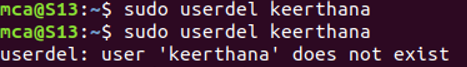 mca@S13:~$ sudo userdel keerthana
mca@S13:~$ sudo userdel keerthana
userdel: user 'keerthana' does not exist